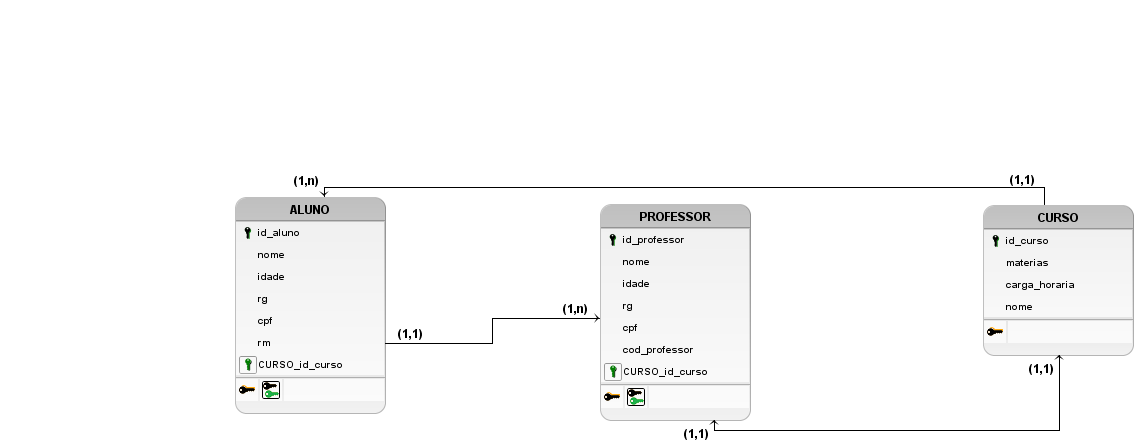 (1,n)
(1,1)
ALUNO
id_aluno
nome
idade
rg
cpf
rm
CURSO_id_curso
(1,1)
(1,n)
PROFESSOR
id_professor
nome
idade
rg
cpf
cod_professor
CURSO_id_curso
(1,1)
CURSO
id_curso
materias
carga_horaria
nome
(1,1)